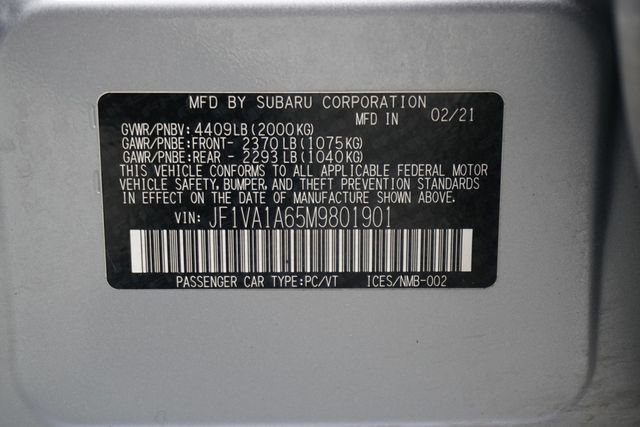 MFD BY SUBARU CORPORATION
MFD IN 02/21
GVWR/PNBV: 4409LB(2000KG)
GAWR/PNBE:FRONT- 2370LB(1075KG)
GAWR/PNBE:REAR - 2293LB(1040KG)
THIS VEHICLE CONFORMS TO ALL APPLICABLE FEDERAL MOTOR
VEHICLE SAFETY, BUMPER, AND THEFT PREVENTION STANDARDS
IN EFFECT ON THE DATE OF MANUFACTURE SHOWN ABOVE.
VIN: JF1VA1A65M9801901
PASSENGER CAR TYPE:PC/VT ICES/NMB-002